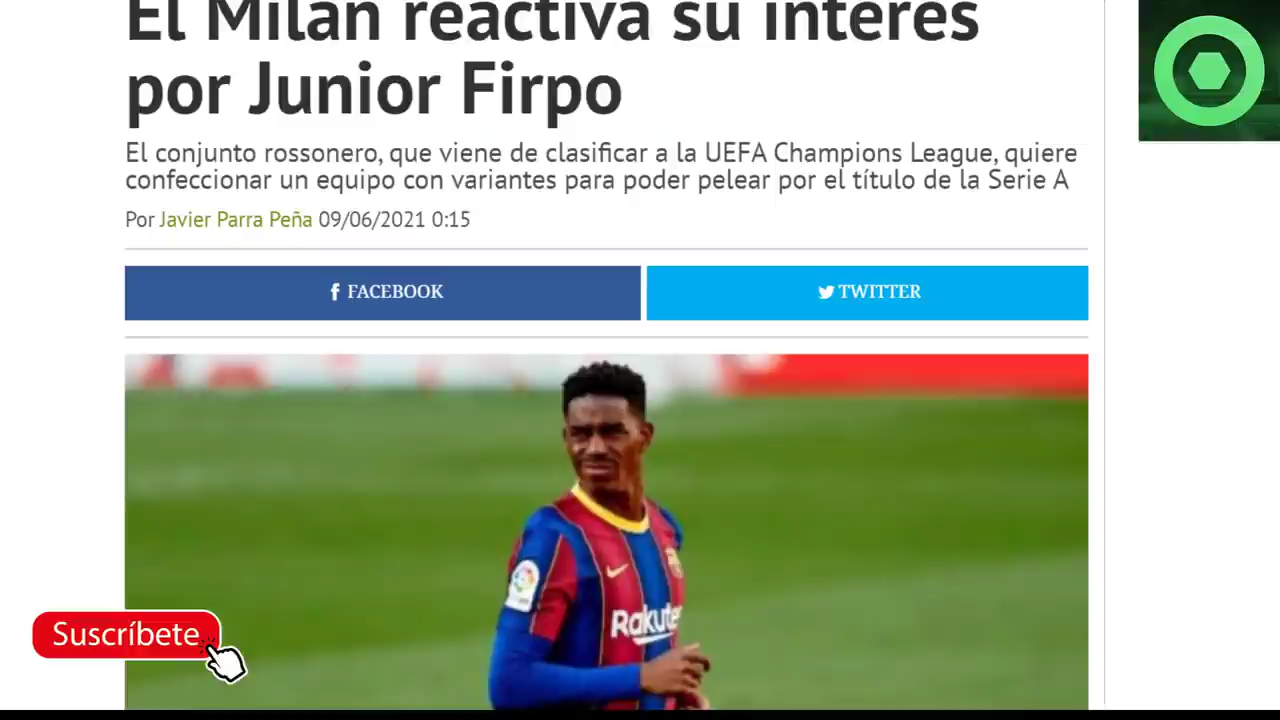 El Milan reactiva su interés
por Junior Firpo
El conjunto rossonero, que viene de clasificar a la UEFA Champions League, quiere
confeccionar un equipo con variantes para poder pelear por el título de la Serie A
Por Javier Parra Peña 09/06/2021 0:15
FACEBOOK
TWITTER
Rakuten
Suscríbete